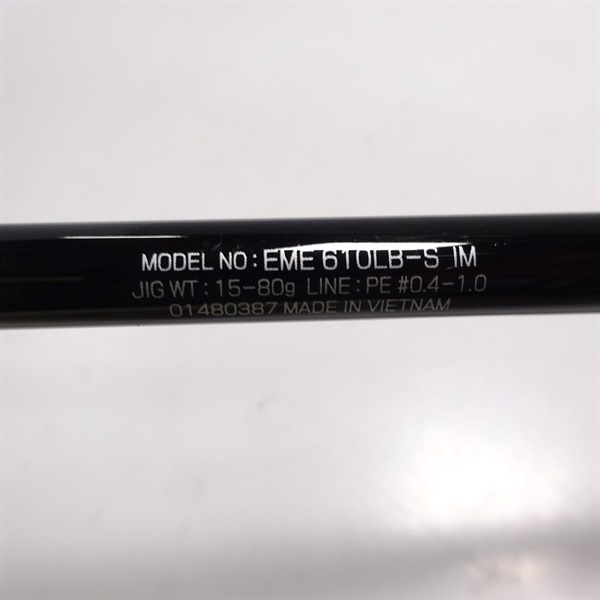 MODEL NO : EME 610LB-S IM
JIG WT : 15-80g LINE : PE #0.4-1.0
01480387 MADE IN VIETNAM